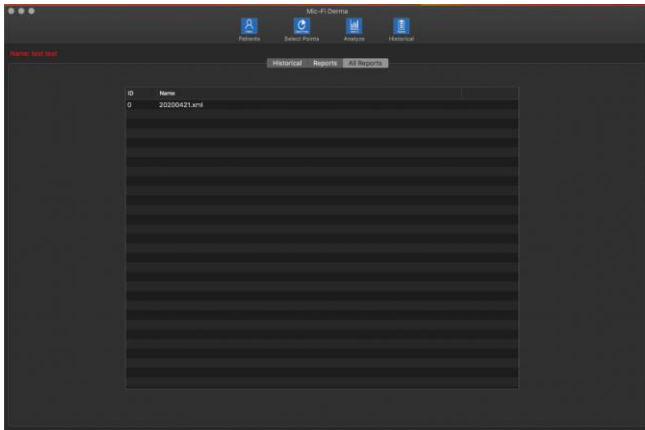 Mic-Fi Derma
Patients Select Points Analyze Historical
Name: test test
Historical Reports All Reports
ID Name
0 20200421.xml